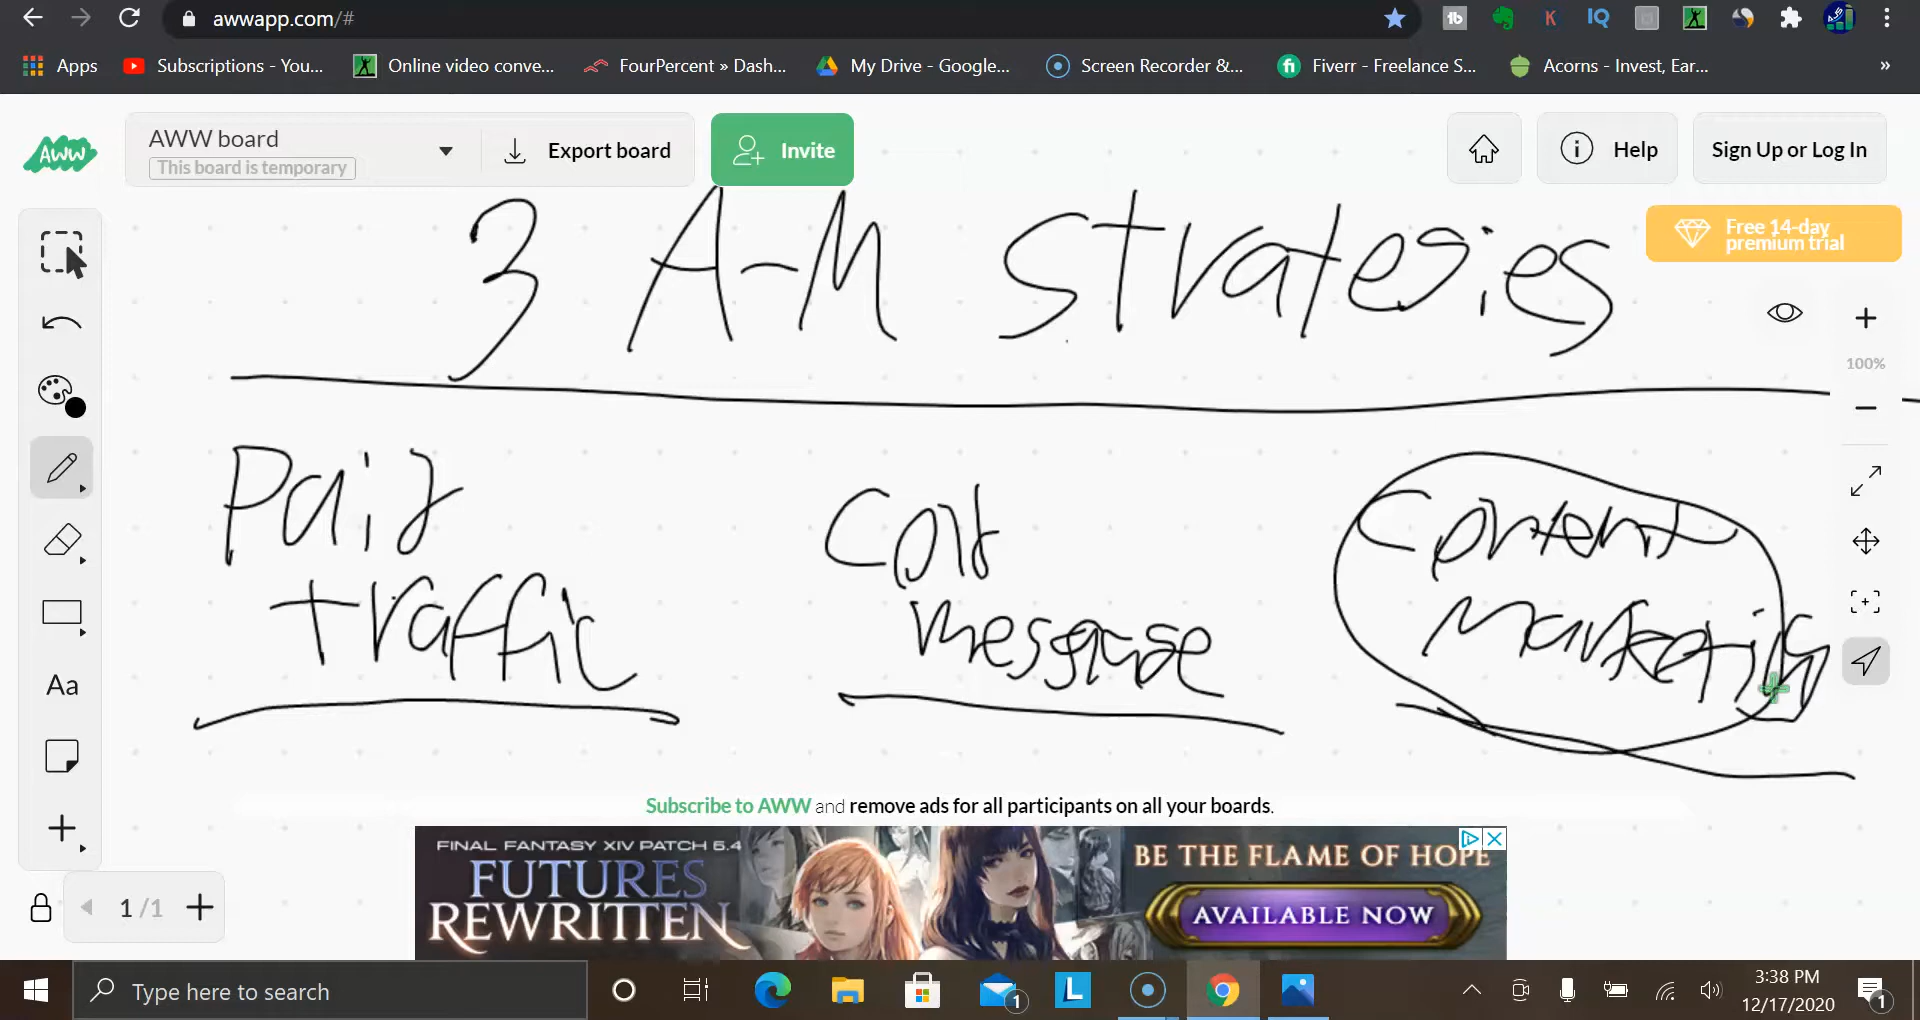 awwapp.com/#
Apps Subscriptions - You... Online video conve... FourPercent » Dash... My Drive - Google... Screen Recorder &... Fiverr - Freelance S... Acorns - Invest, Ear... »
AWW
AWW board
This board is temporary
Export board
Invite
Help
Sign Up or Log In
Free 14-day
premium trial
3 A-M Strategies
100%
Paid
traffic
Cold
message
Content
Marketing
Aa
Subscribe to AWW and remove ads for all participants on all your boards.
FINAL FANTASY XIV PATCH 5.4
FUTURES
REWRITTEN
BE THE FLAME OF HOPE
AVAILABLE NOW
1 /1
Type here to search
3:38 PM
12/17/2020